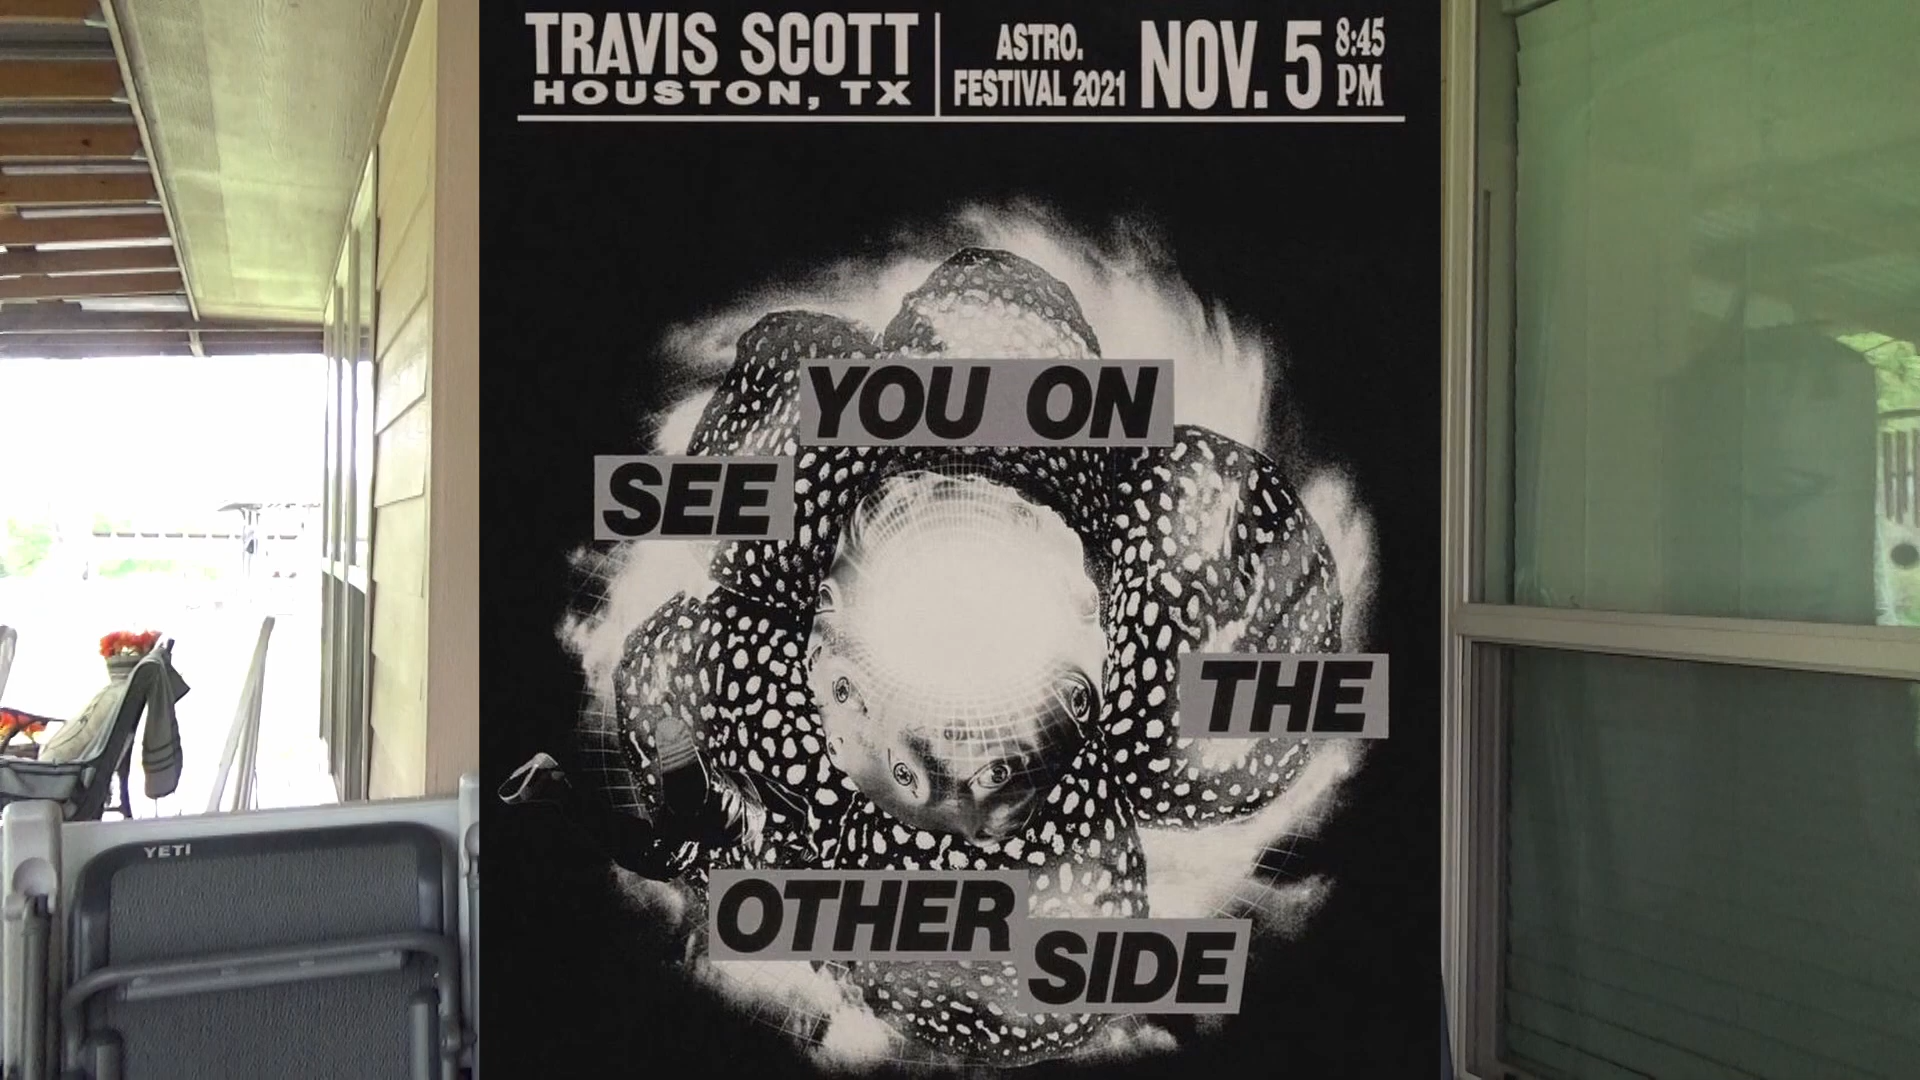 TRAVIS SCOTT
HOUSTON, TX
ASTRO.
FESTIVAL 2021
NOV. 5
8:45
PM
SEE
YOU ON
THE
OTHER
SIDE
YETI